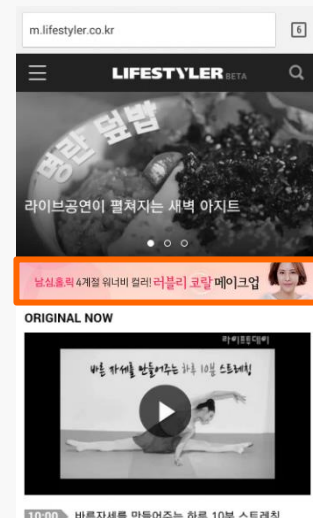 m.lifestyler.co.kr
6
LIFESTYLER BETA
명란 덮밥
라이브공연이 펼쳐지는 새벽 아지트
남.심.홀.릭 4계절 워너비 컬러! 러블리 코랄 메이크업
ORIGINAL NOW
라이프투데이
바른 자세를 만들어주는 하루 10분 스트레칭
10:00 바른자세를 만들어주는 하루 10분 스트레칭